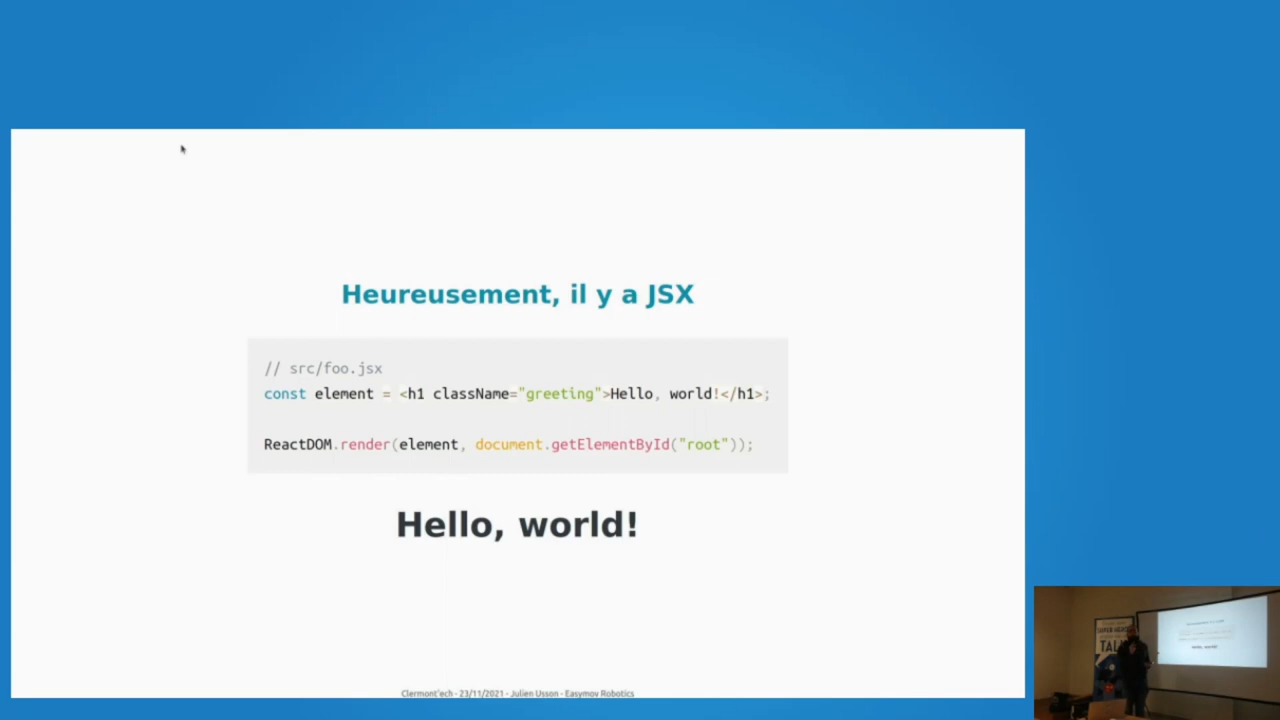 Heureusement, il y a JSX
// src/foo.jsx
const element = <h1 className="greeting">Hello, world!</h1>;
ReactDOM.render(element, document.getElementById("root"));
Hello, world!
Clermont'ech - 23/11/2021 - Julien Usson - Easymov Robotics